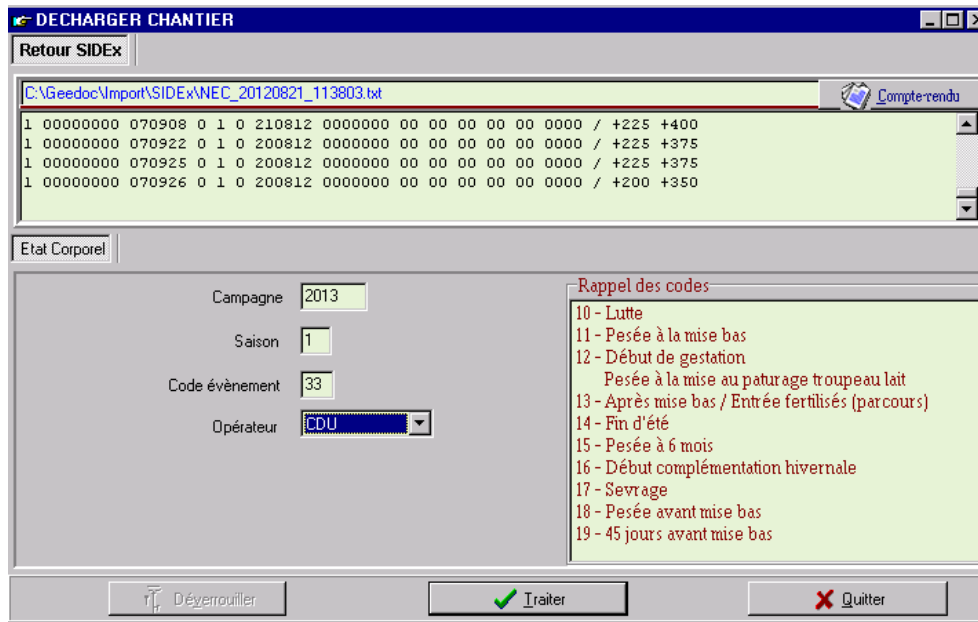 DECHARGER CHANTIER
Retour SIDEx
C:\Geedoc\Import\SIDEx\NEC_20120821_113803.txt
Compte-rendu
1 00000000 070908 0 1 0 210812 0000000 00 00 00 00 00 0000 / +225 +400
1 00000000 070922 0 1 0 200812 0000000 00 00 00 00 00 0000 / +225 +375
1 00000000 070925 0 1 0 200812 0000000 00 00 00 00 00 0000 / +225 +375
1 00000000 070926 0 1 0 200812 0000000 00 00 00 00 00 0000 / +200 +350
Etat Corporel
Campagne 2013
Saison 1
Code évènement 33
Opérateur CDU
Rappel des codes
10 - Lutte
11 - Pesée à la mise bas
12 - Début de gestation
Pesée à la mise au paturage troupeau lait
13 - Après mise bas / Entrée fertilisés (parcours)
14 - Fin d'été
15 - Pesée à 6 mois
16 - Début complémentation hivernale
17 - Sevrage
18 - Pesée avant mise bas
19 - 45 jours avant mise bas
Déverrouiller
Traiter
Quitter